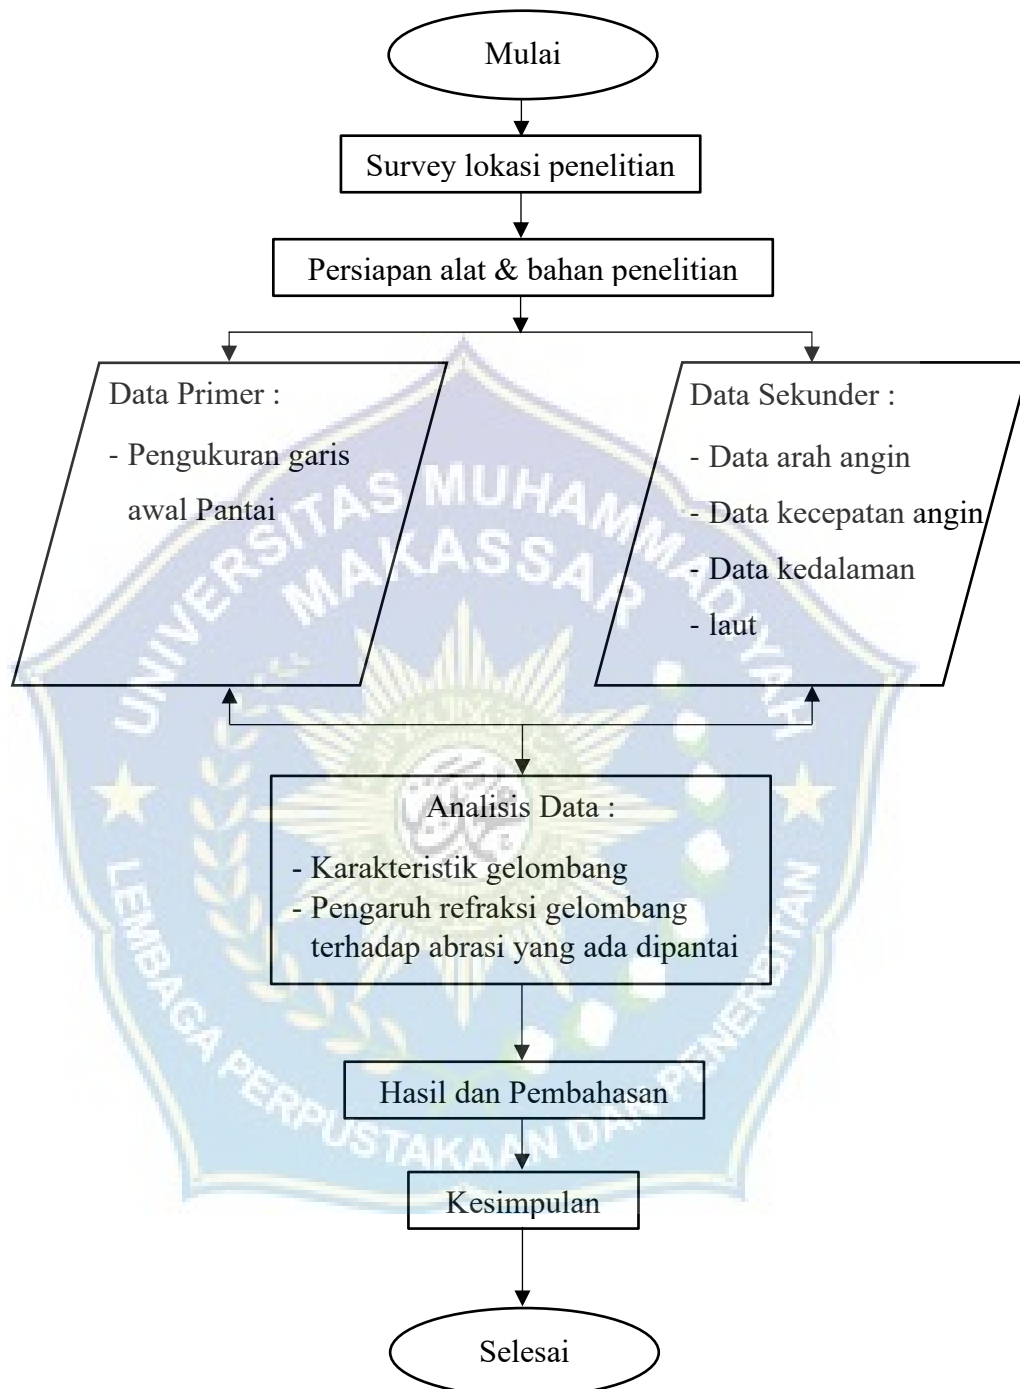 Mulai
Survey lokasi penelitian
Persiapan alat & bahan penelitian
Data Primer :
- Pengukuran garis
awal Pantai
Data Sekunder :
- Data arah angin
- Data kecepatan angin
- Data kedalaman
- laut
UNIVERSITAS MUHAMMADIYAH
MAKASSAR
Analisis Data :
- Karakteristik gelombang
- Pengaruh refraksi gelombang
terhadap abrasi yang ada dipantai
Hasil dan Pembahasan
LEMBAGA PERPUSTAKAAN DAN PENERBITAN
Kesimpulan
Selesai